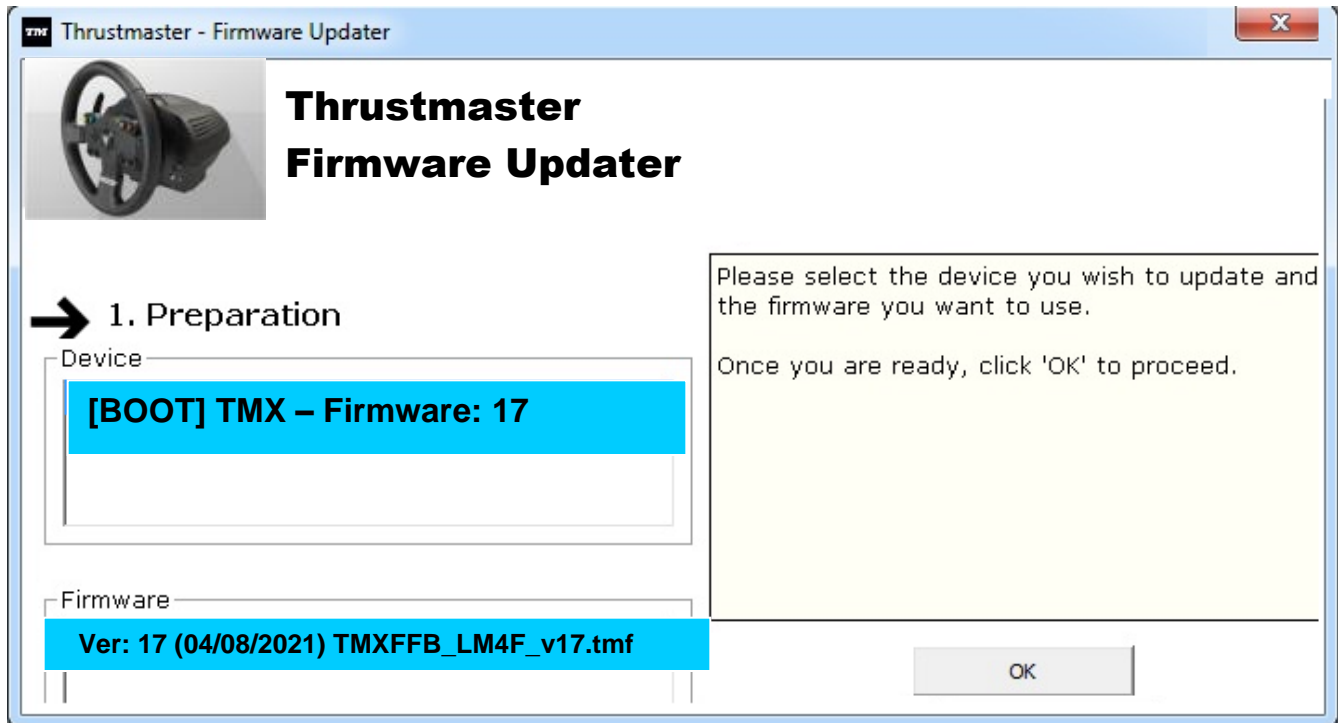 Thrustmaster - Firmware Updater
Thrustmaster
Firmware Updater
1. Preparation
Device
[BOOT] TMX – Firmware: 17
Firmware
Ver: 17 (04/08/2021) TMXFFB_LM4F_v17.tmf
Please select the device you wish to update and
the firmware you want to use.
Once you are ready, click 'OK' to proceed.
OK